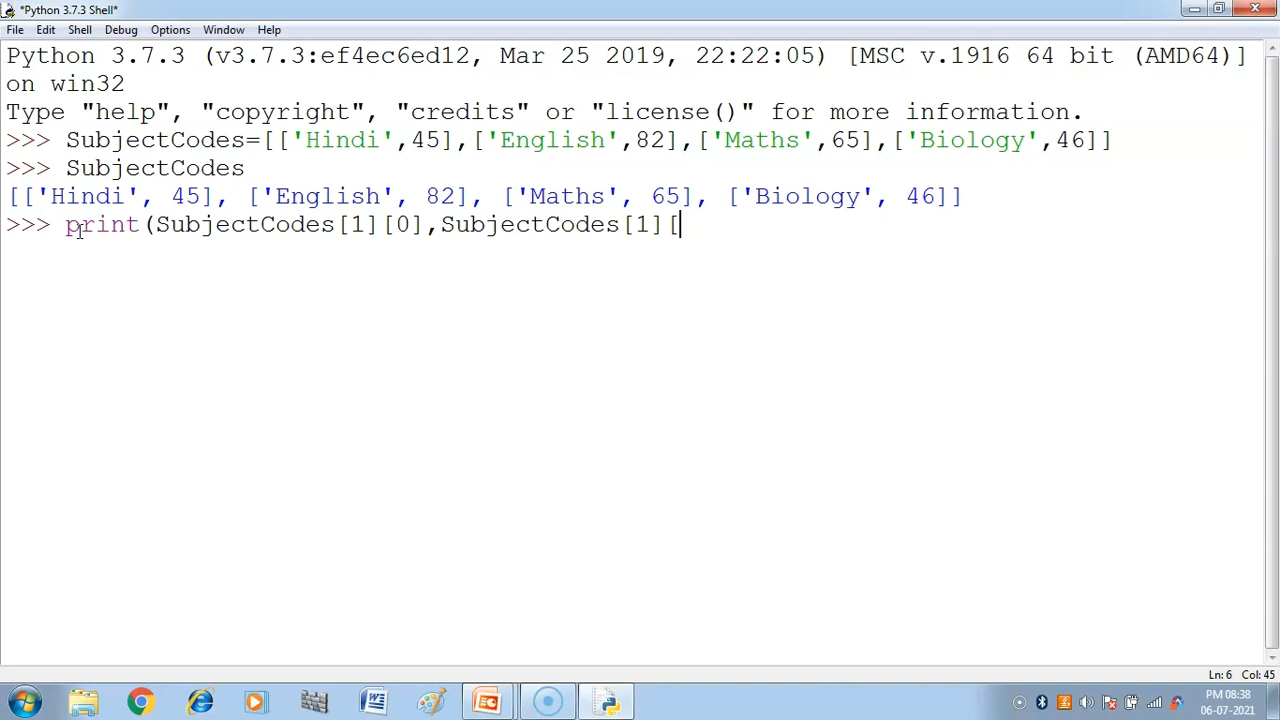 *Python 3.7.3 Shell*
File Edit Shell Debug Options Window Help
Python 3.7.3 (v3.7.3:ef4ec6ed12, Mar 25 2019, 22:22:05) [MSC v.1916 64 bit (AMD64)]
on win32
Type "help", "copyright", "credits" or "license()" for more information.
>>> SubjectCodes=[['Hindi',45],['English',82],['Maths',65],['Biology',46]]
>>> SubjectCodes
[['Hindi', 45], ['English', 82], ['Maths', 65], ['Biology', 46]]
>>> print(SubjectCodes[1][0],SubjectCodes[1][
Ln: 6 Col: 45
PM 08:38
06-07-2021